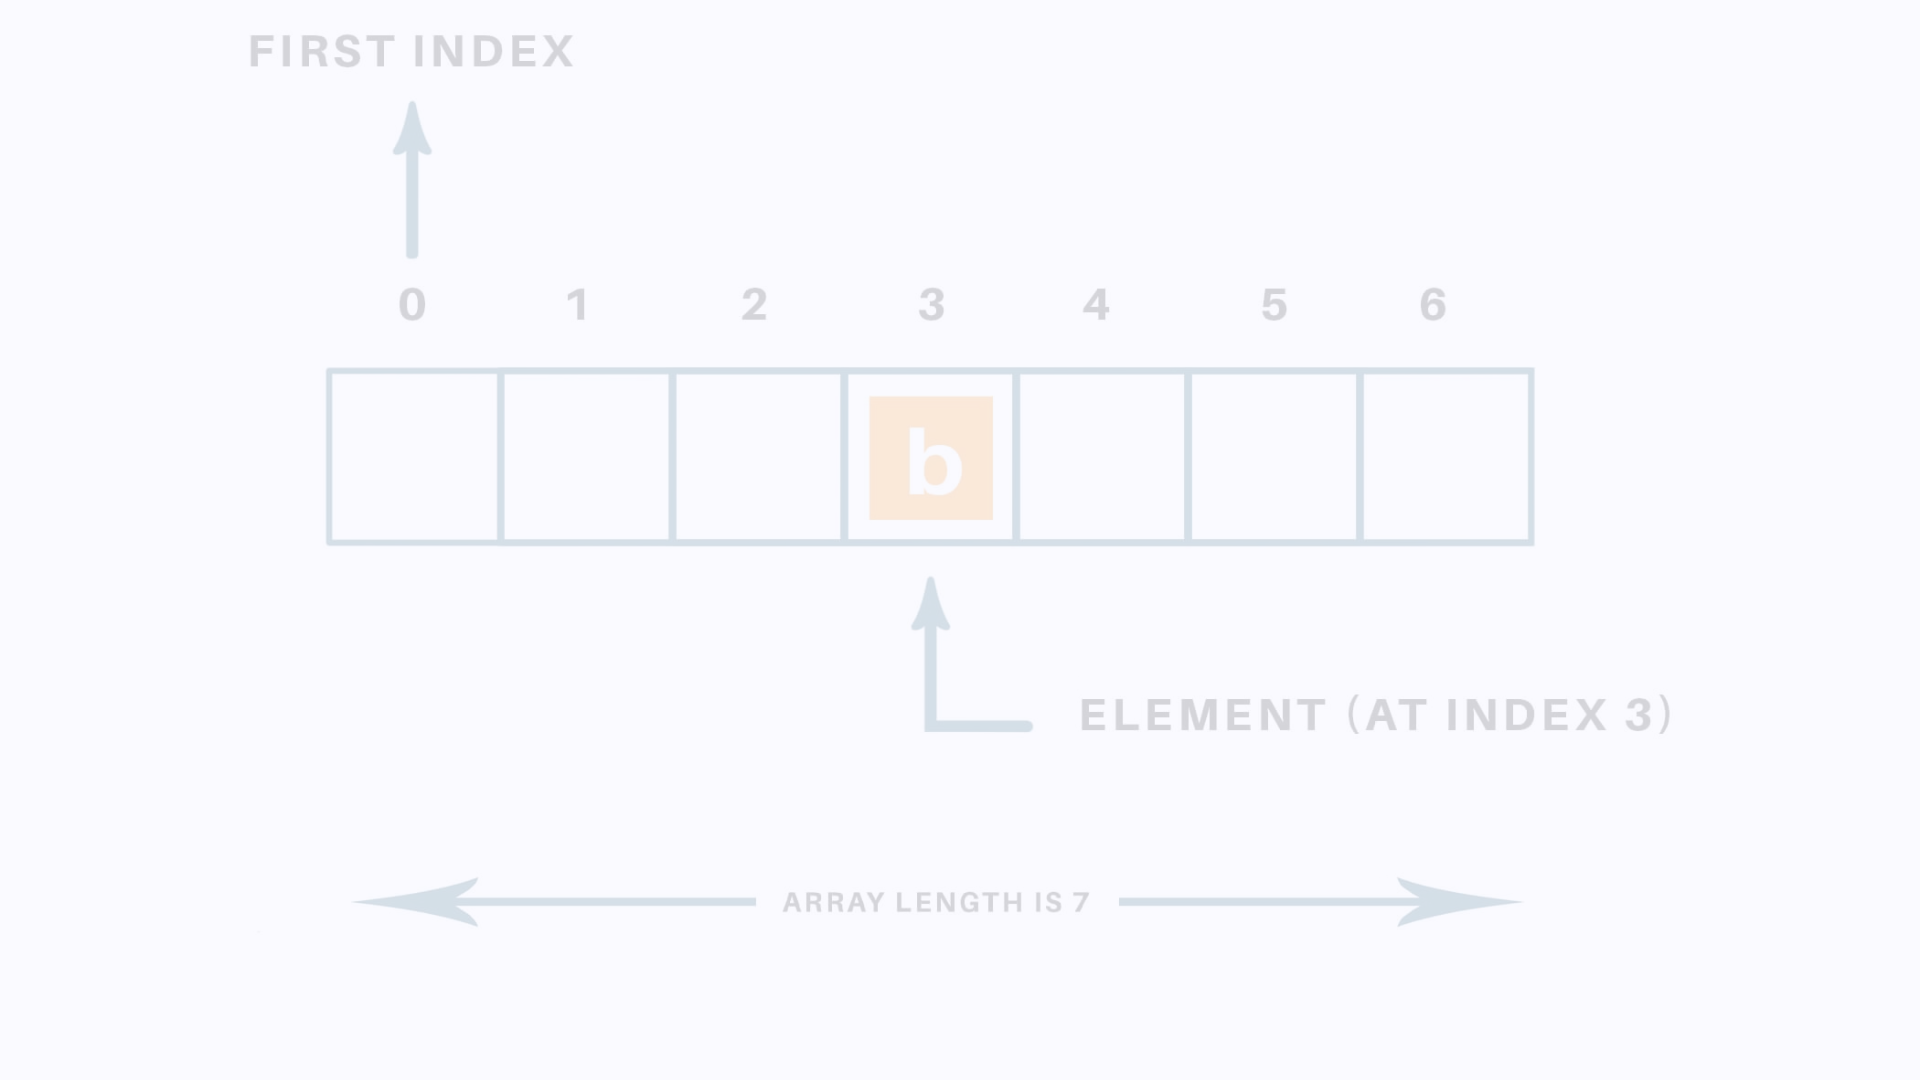 FIRST INDEX
0 1 2 3 4 5 6
b
ELEMENT (AT INDEX 3)
ARRAY LENGTH IS 7